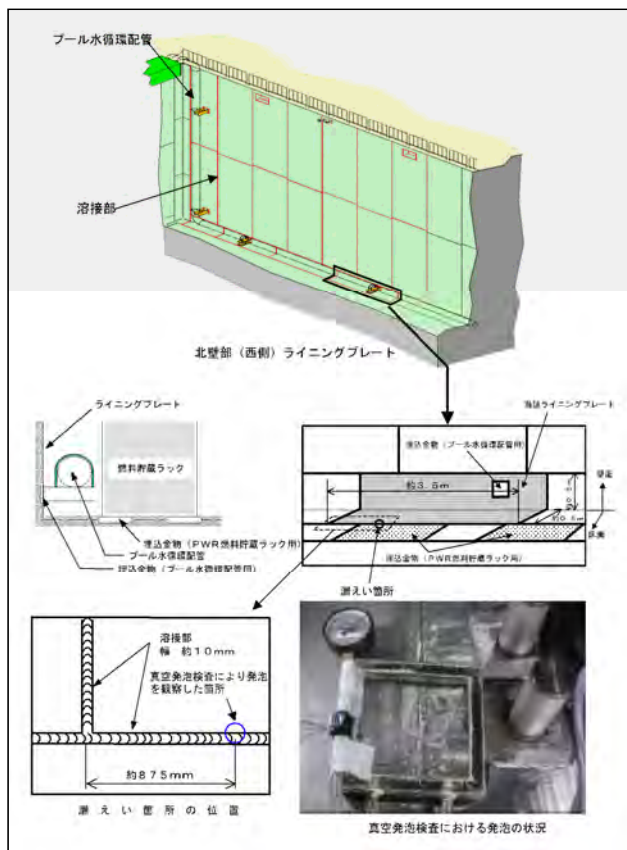 プール水循環配管
溶接部
北壁部（西側）ライニングプレート
ライニングプレート
燃料貯蔵ラック
埋込金物（PWR燃料貯蔵ラック用）
プール水循環配管
埋込金物（プール水循環配管用）
当該ライニングプレート
埋込金物（プール水循環配管用）
約3.5m
壁面
床面
埋込金物（PWR燃料貯蔵ラック用）
漏えい箇所
溶接部
幅 約10mm
真空発泡検査により発泡
を観察した箇所
約875mm
漏えい箇所の位置
真空発泡検査における発泡の状況